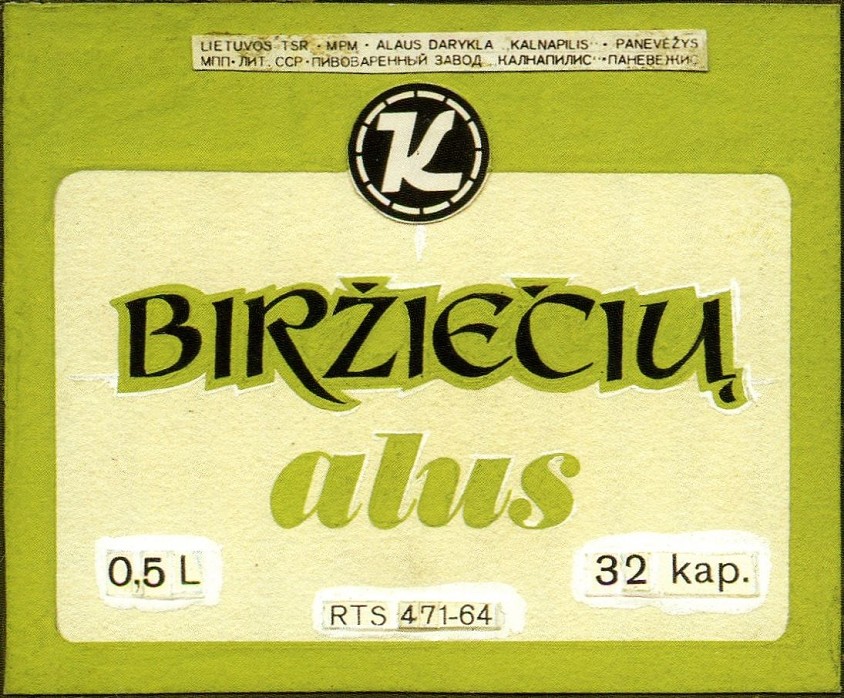 LIETUVOS TSR · MPM · ALAUS DARYKLA „KALNAPILIS“ · PANEVĖŽYS
МПП · ЛИТ. ССР · ПИВОВАРЕННЫЙ ЗАВОД „КАЛНАПИЛИС“ · ПАНЕВЕЖИС
K
BIRŽIEČIŲ
alus
0,5 L
32 kap.
RTS 471-64